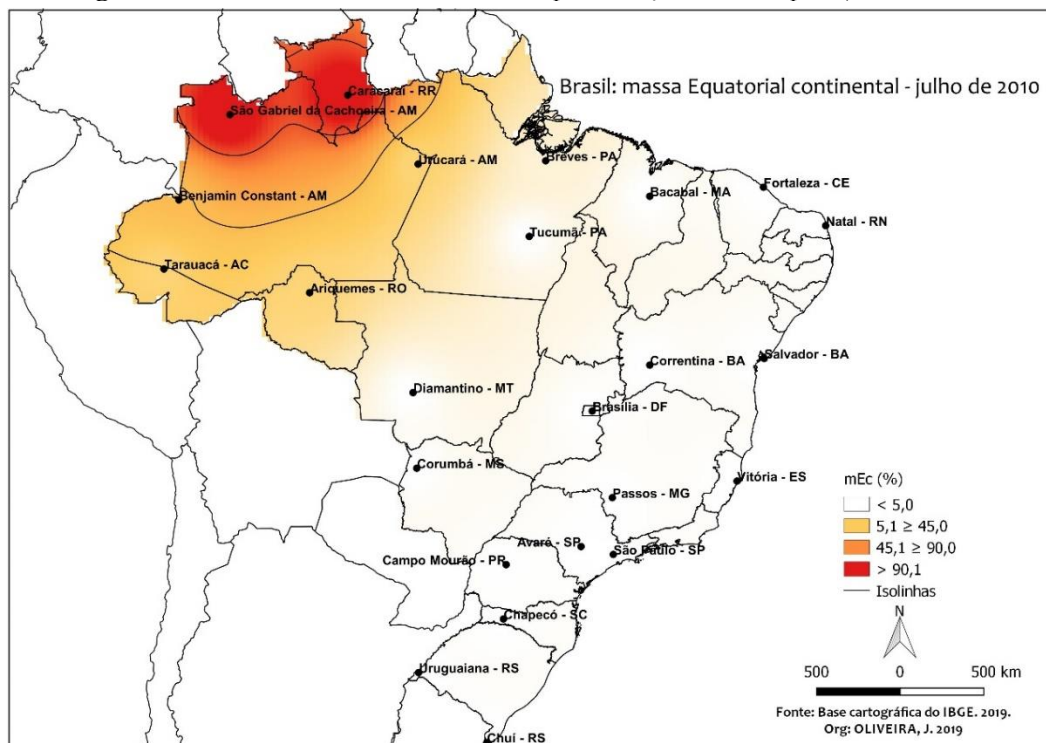 Brasil: massa Equatorial continental - julho de 2010
Caracaraí - RR
São Gabriel da Cachoeira - AM
Urucará - AM
Breves - PA
Benjamin Constant - AM
Bacabal - MA
Fortaleza - CE
Natal - RN
Tucumã - PA
Tarauacá - AC
Ariquemes - RO
Correntina - BA
Salvador - BA
Diamantino - MT
Brasília - DF
Corumbá - MS
Vitória - ES
Passos - MG
Avaré - SP
São Paulo - SP
Campo Mourão - PR
Chapecó - SC
Uruguaiana - RS
Chuí - RS
mEc (%)
< 5,0
5,1 ≥ 45,0
45,1 ≥ 90,0
> 90,1
Isolinhas
N
500 0 500 km
Fonte: Base cartográfica do IBGE. 2019.
Org: OLIVEIRA, J. 2019